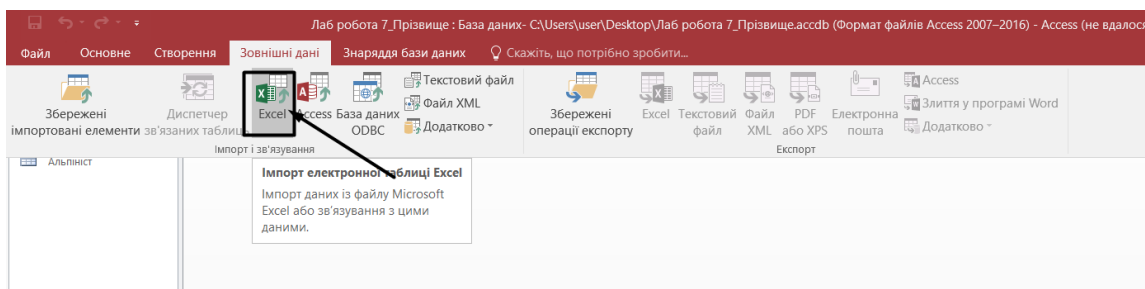 Лаб робота 7_Прізвище : База даних- C:\Users\user\Desktop\Лаб робота 7_Прізвище.accdb (Формат файлів Access 2007–2016) - Access (не вдалося
Файл Основне Створення Зовнішні дані Знаряддя бази даних Скажіть, що потрібно зробити...
Збережені імпортовані елементи
Диспетчер зв'язаних таблиць
Excel
Access
База даних ODBC
Текстовий файл
Файл XML
Додатково
Імпорт і зв'язування
Збережені операції експорту
Excel
Текстовий файл
Файл XML
PDF або XPS
Електронна пошта
Access
Злиття у програмі Word
Додатково
Експорт
Альпініст
Імпорт електронної таблиці Excel
Імпорт даних із файлу Microsoft
Excel або зв'язування з цими
даними.